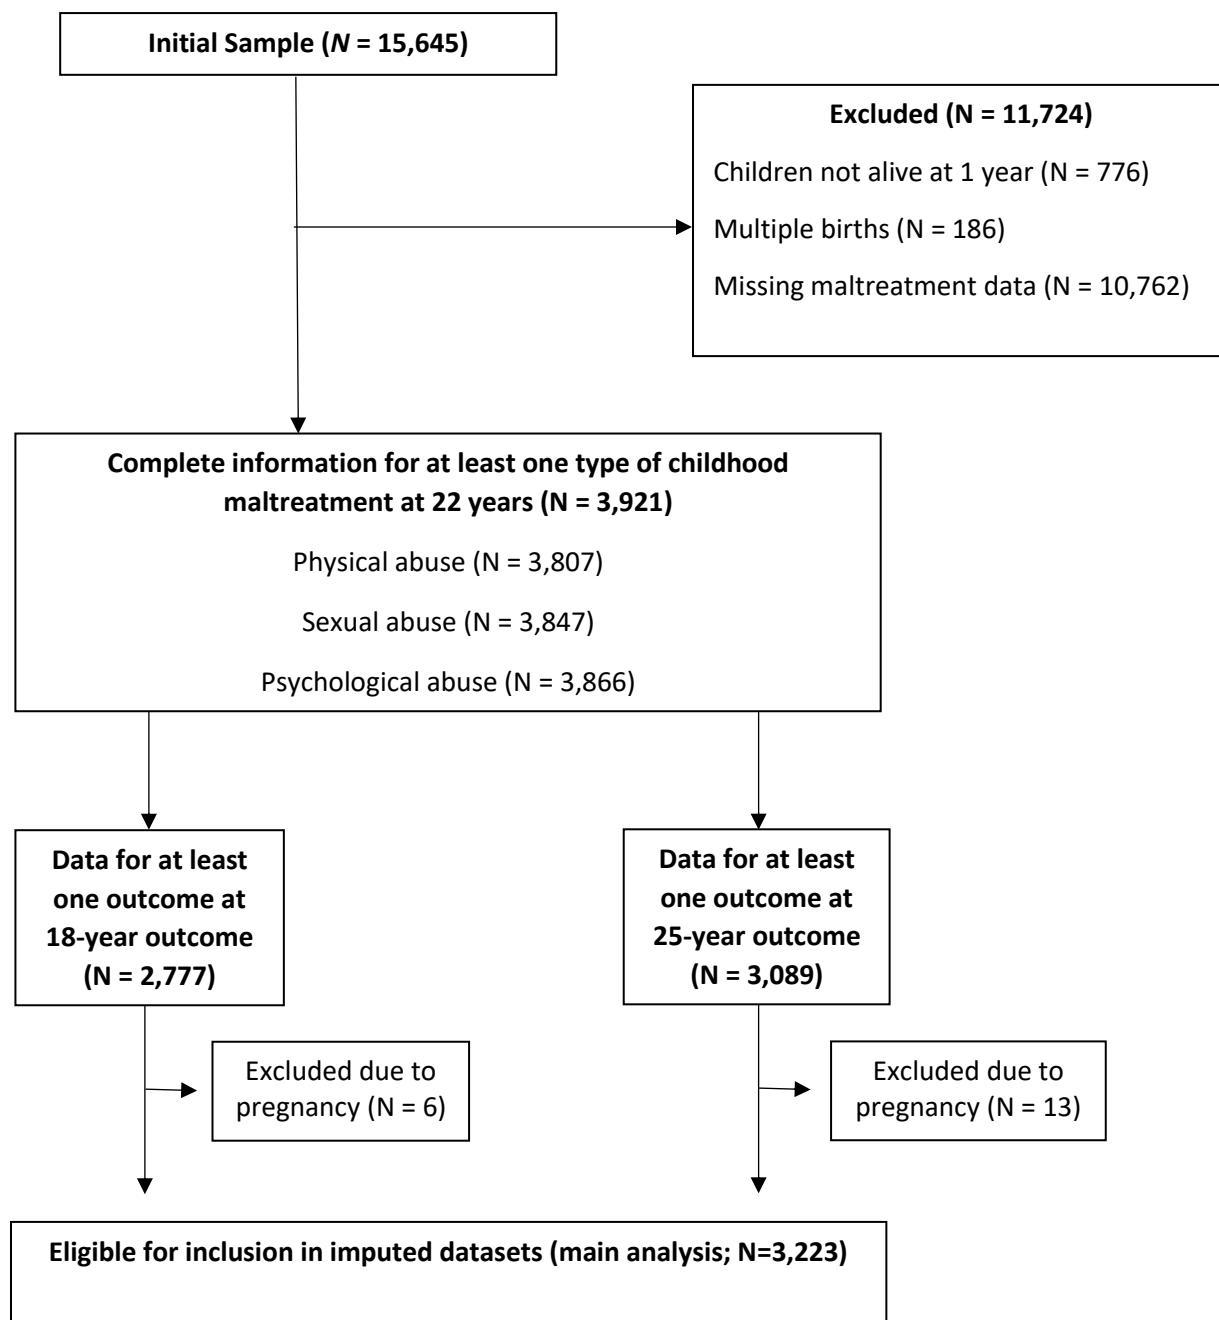 Initial Sample (N = 15,645)
Excluded (N = 11,724)
Children not alive at 1 year (N = 776)
Multiple births (N = 186)
Missing maltreatment data (N = 10,762)
Complete information for at least one type of childhood
maltreatment at 22 years (N = 3,921)
Physical abuse (N = 3,807)
Sexual abuse (N = 3,847)
Psychological abuse (N = 3,866)
Data for at least
one outcome at
18-year outcome
(N = 2,777)
Data for at least
one outcome at
25-year outcome
(N = 3,089)
Excluded due to
pregnancy (N = 6)
Excluded due to
pregnancy (N = 13)
Eligible for inclusion in imputed datasets (main analysis; N=3,223)